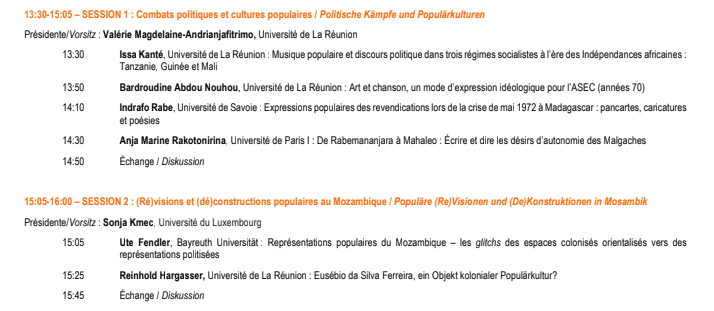 13:30-15:05 – SESSION 1 : Combats politiques et cultures populaires / Politische Kämpfe und Populärkulturen
Présidente/Vorsitz : Valérie Magdelaine-Andrianjafitrimo, Université de La Réunion
13:30 Issa Kanté, Université de La Réunion : Musique populaire et discours politique dans trois régimes socialistes à l'ère des Indépendances africaines :
Tanzanie, Guinée et Mali
13:50 Bardroudine Abdou Nouhou, Université de La Réunion : Art et chanson, un mode d'expression idéologique pour l'ASEC (années 70)
14:10 Indrafo Rabe, Université de Savoie : Expressions populaires des revendications lors de la crise de mai 1972 à Madagascar : pancartes, caricatures
et poésies
14:30 Anja Marine Rakotonirina, Université de Paris I : De Rabemananjara à Mahaleo : Écrire et dire les désirs d'autonomie des Malgaches
14:50 Échange / Diskussion
15:05-16:00 – SESSION 2 : (Ré)visions et (dé)constructions populaires au Mozambique / Populäre (Re)Visionen und (De)Konstruktionen in Mosambik
Présidente/Vorsitz : Sonja Kmec, Université du Luxembourg
15:05 Ute Fendler, Bayreuth Universität : Représentations populaires du Mozambique – les glitchs des espaces colonisés orientalisés vers des
représentations politisées
15:25 Reinhold Hargasser, Université de La Réunion : Eusébio da Silva Ferreira, ein Objekt kolonialer Populärkultur?
15:45 Échange / Diskussion